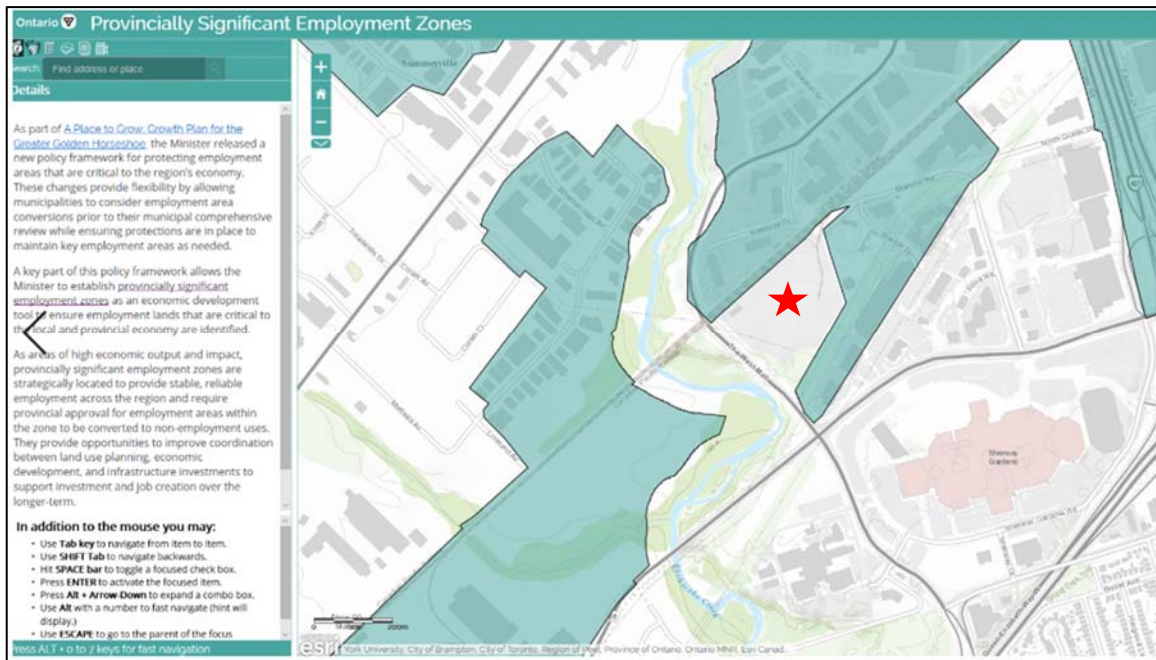 Ontario Provincially Significant Employment Zones
Search Find address or place
Details
As part of A Place to Grow: Growth Plan for the
Greater Golden Horseshoe, the Minister released a
new policy framework for protecting employment
areas that are critical to the region's economy.
These changes provide flexibility by allowing
municipalities to consider employment area
conversions prior to their municipal comprehensive
review while ensuring protections are in place to
maintain key employment areas as needed.
A key part of this policy framework allows the
Minister to establish provincially significant
employment zones as an economic development
tool to ensure employment lands that are critical to
the local and provincial economy are identified.
As areas of high economic output and impact,
provincially significant employment zones are
strategically located to provide stable, reliable
employment across the region and require
provincial approval for employment areas within
the zone to be converted to non-employment uses.
They provide opportunities to improve coordination
between land use planning, economic
development, and infrastructure investments to
support investment and job creation over the
longer-term.
In addition to the mouse you may:
• Use Tab key to navigate from item to item.
• Use SHIFT Tab to navigate backwards.
• Hit SPACE bar to toggle a focused check box.
• Press ENTER to activate the focused item.
• Press Alt + Arrow-Down to expand a combo box.
• Use Alt with a number to fast navigate (hint will
display.)
• Use ESCAPE to go to the parent of the focus
Press ALT + 0 to 7 keys for fast navigation
Summerville
North Queen St
Sherway
Gardens
Sherway Gardens Rd
Etobicoke Creek
0
200m
esri
York University, City of Brampton, City of Toronto, Region of Peel, Province of Ontario, Ontario MNR, Esri Canada